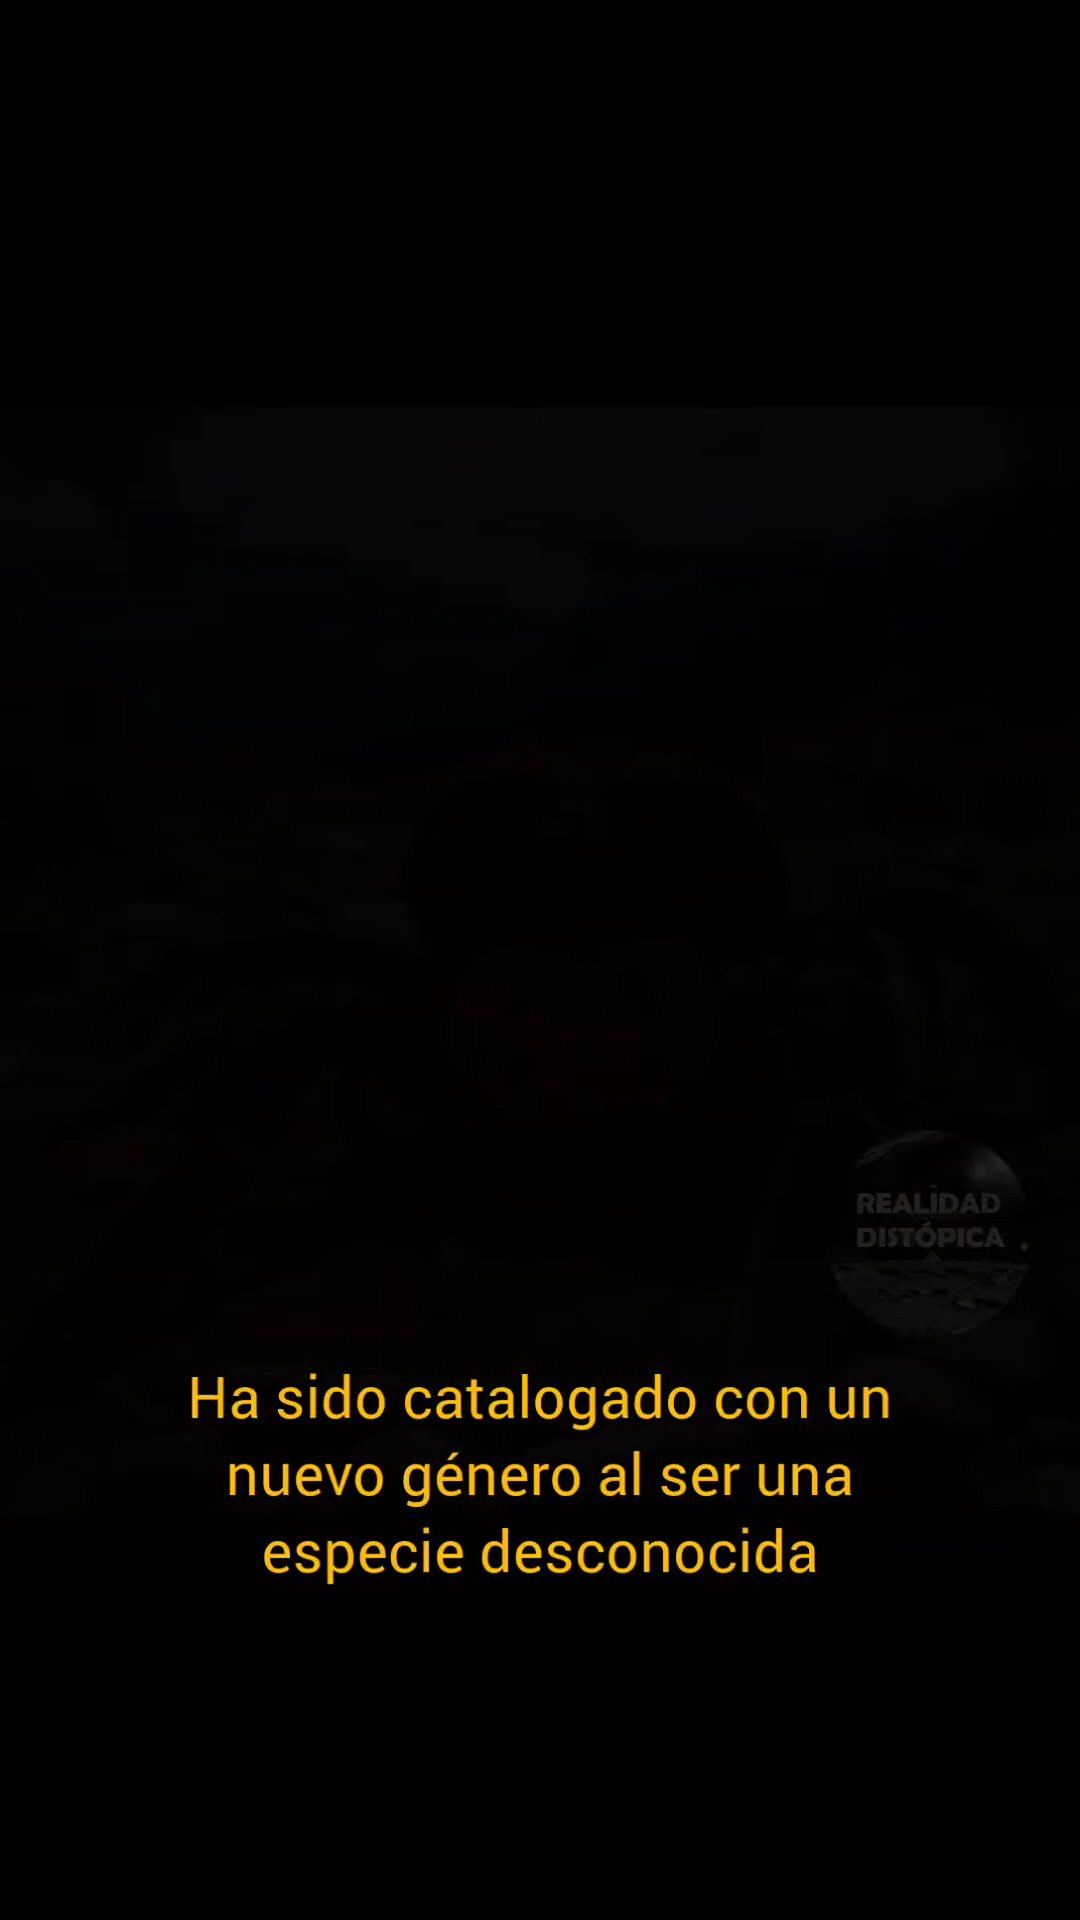 REALIDAD
DISTÓPICA
Ha sido catalogado con un
nuevo género al ser una
especie desconocida